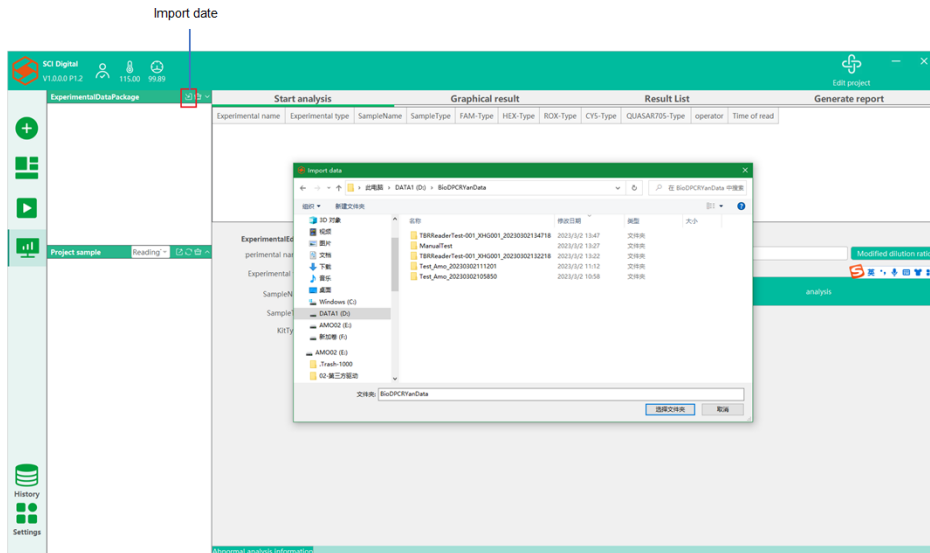 Import date
SCI Digital
V1.0.0.0 P1.2
115.00
99.89
Edit project
ExperimentalDataPackage
Start analysis
Graphical result
Result List
Generate report
Experimental name
Experimental type
SampleName
SampleType
FAM-Type
HEX-Type
ROX-Type
CY5-Type
QUASAR705-Type
operator
Time of read
Import data
此电脑 › DATA1 (D:) › BioDPCRYanData
在 BioDPCRYanData 中搜索
组织
新建文件夹
3D 对象
视频
图片
文档
下载
音乐
桌面
Windows (C:)
DATA1 (D:)
AMO02 (E:)
新加卷 (F:)
AMO02 (E:)
.Trash-1000
02-第三方驱动
名称
修改日期
类型
大小
TBRReaderTest-001_XHG001_20230302134718
2023/3/2 13:47
文件夹
ManualTest
2023/3/2 13:27
文件夹
TBRReaderTest-001_XHG001_20230302132218
2023/3/2 13:22
文件夹
Test_Amo_20230302111201
2023/3/2 11:12
文件夹
Test_Amo_20230302105850
2023/3/2 10:58
文件夹
文件夹:
BioDPCRYanData
选择文件夹
取消
Project sample
Reading
ExperimentalEd
perimental nar
Experimental
SampleN
SampleT
KitTy
Modified dilution ratio
英
analysis
History
Settings
Abnormal analysis information